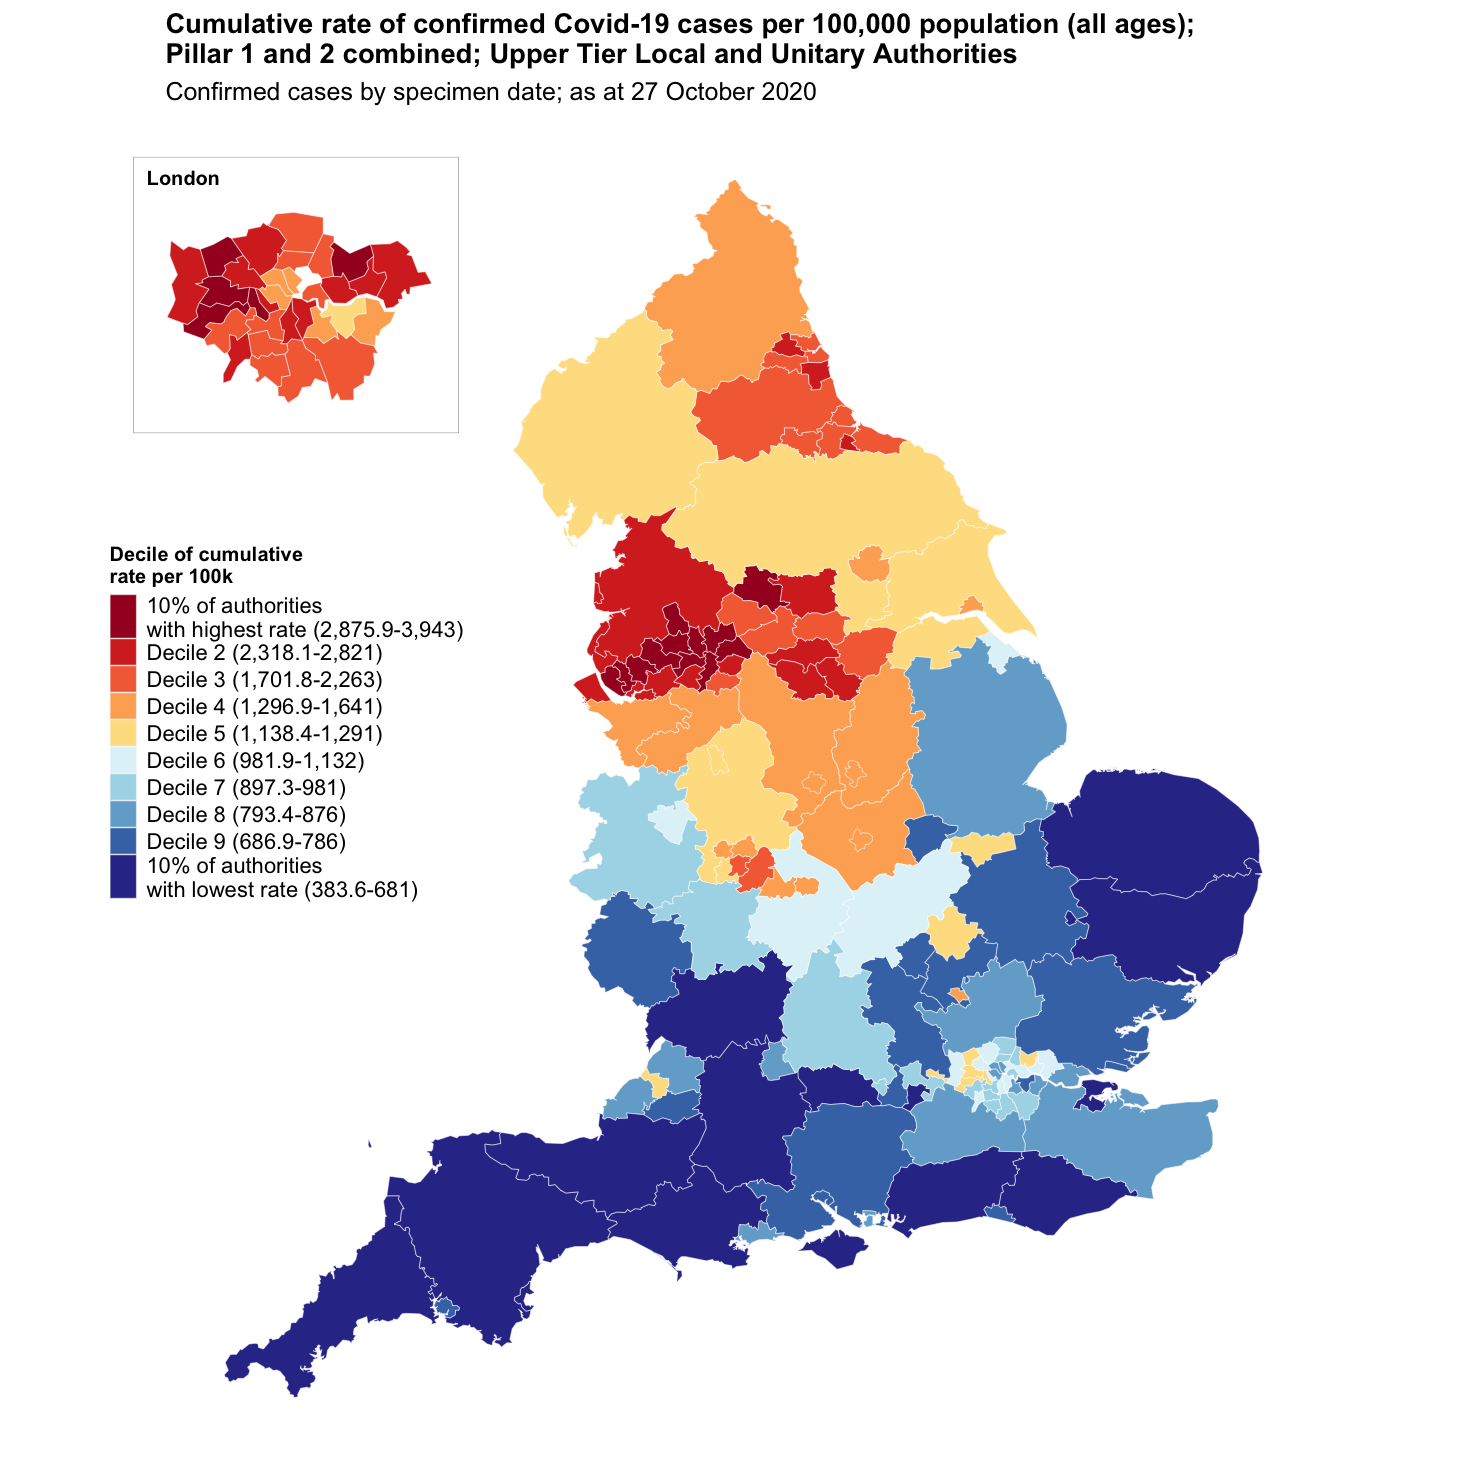 Cumulative rate of confirmed Covid-19 cases per 100,000 population (all ages);
Pillar 1 and 2 combined; Upper Tier Local and Unitary Authorities
Confirmed cases by specimen date; as at 27 October 2020
London
Decile of cumulative
rate per 100k
10% of authorities
with highest rate (2,875.9-3,943)
Decile 2 (2,318.1-2,821)
Decile 3 (1,701.8-2,263)
Decile 4 (1,296.9-1,641)
Decile 5 (1,138.4-1,291)
Decile 6 (981.9-1,132)
Decile 7 (897.3-981)
Decile 8 (793.4-876)
Decile 9 (686.9-786)
10% of authorities
with lowest rate (383.6-681)